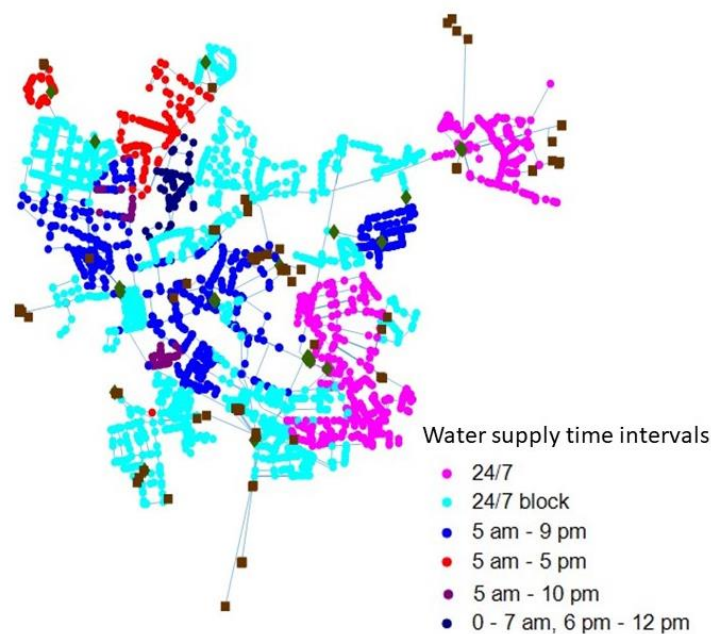 Water supply time intervals
24/7
24/7 block
5 am - 9 pm
5 am - 5 pm
5 am - 10 pm
0 - 7 am, 6 pm - 12 pm